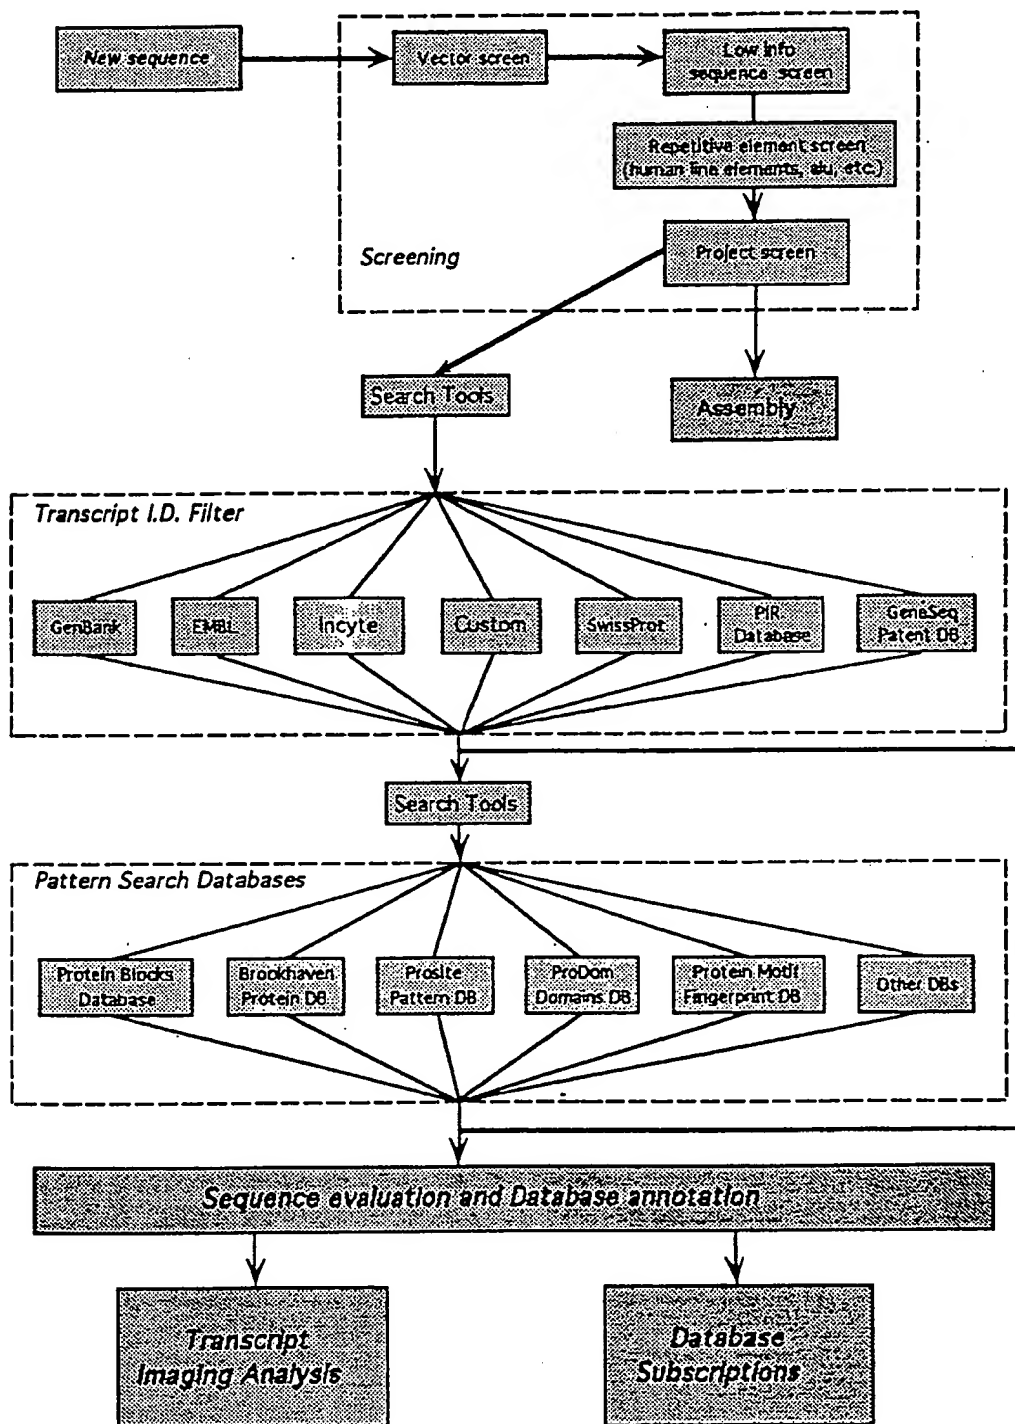 New sequence
Vector screen
Low info
sequence screen
Repetitive element screen
(human line elements, alu, etc.)
Screening
Project screen
Search Tools
Assembly
Transcript I.D. Filter
GenBank
EMBL
Incyte
Custom
SwissProt
PIR
Database
GeneSeq
Patent DB
Search Tools
Pattern Search Databases
Protein Blocks
Database
Brookhaven
Protein DB
Prosite
Pattern DB
ProDom
Domains DB
Protein Motif
Fingerprint DB
Other DBs
Sequence evaluation and Database annotation
Transcript
Imaging Analysis
Database
Subscriptions